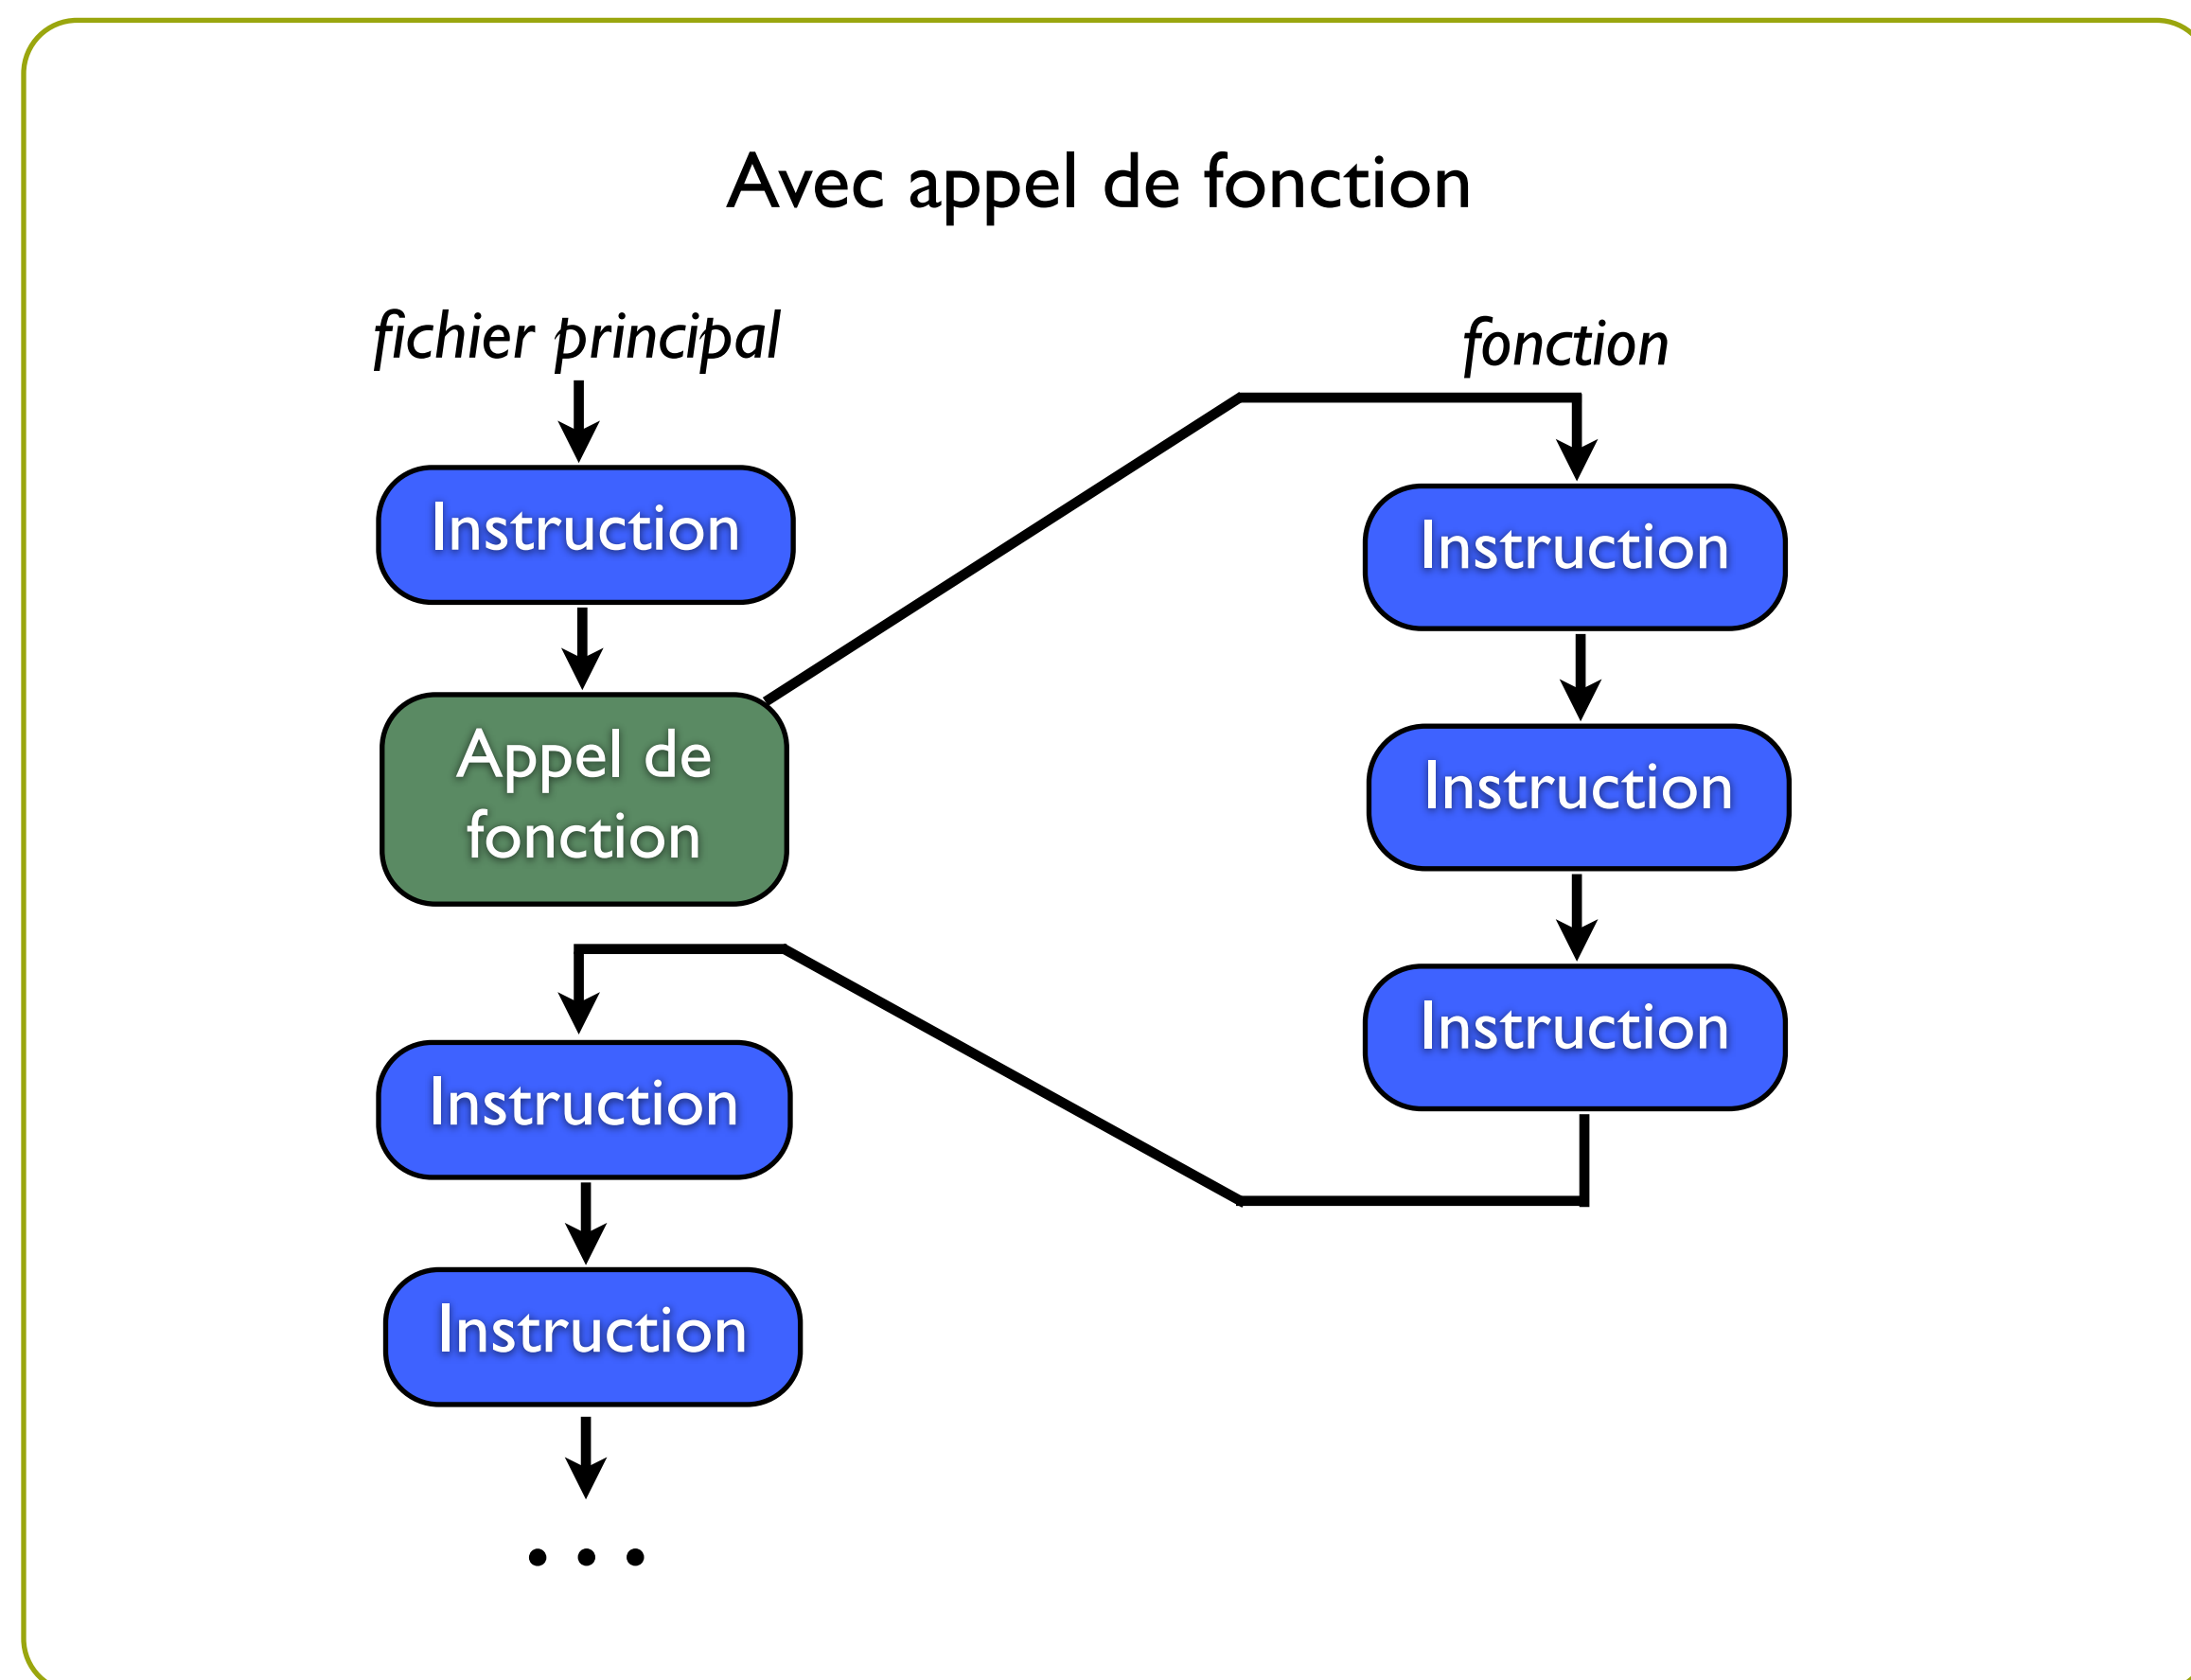 Avec appel de fonction
fichier principal
Instruction
Appel de
fonction
Instruction
Instruction
. . .
fonction
Instruction
Instruction
Instruction